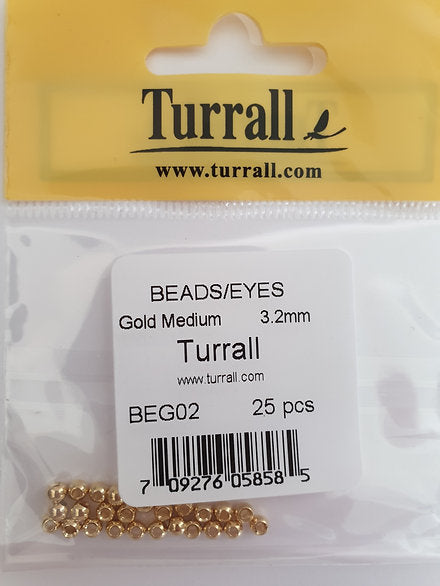 Turrall
www.turrall.com
BEADS/EYES
Gold Medium 3.2mm
Turrall
www.turrall.com
BEG02 25 pcs
7 09276 05858 5